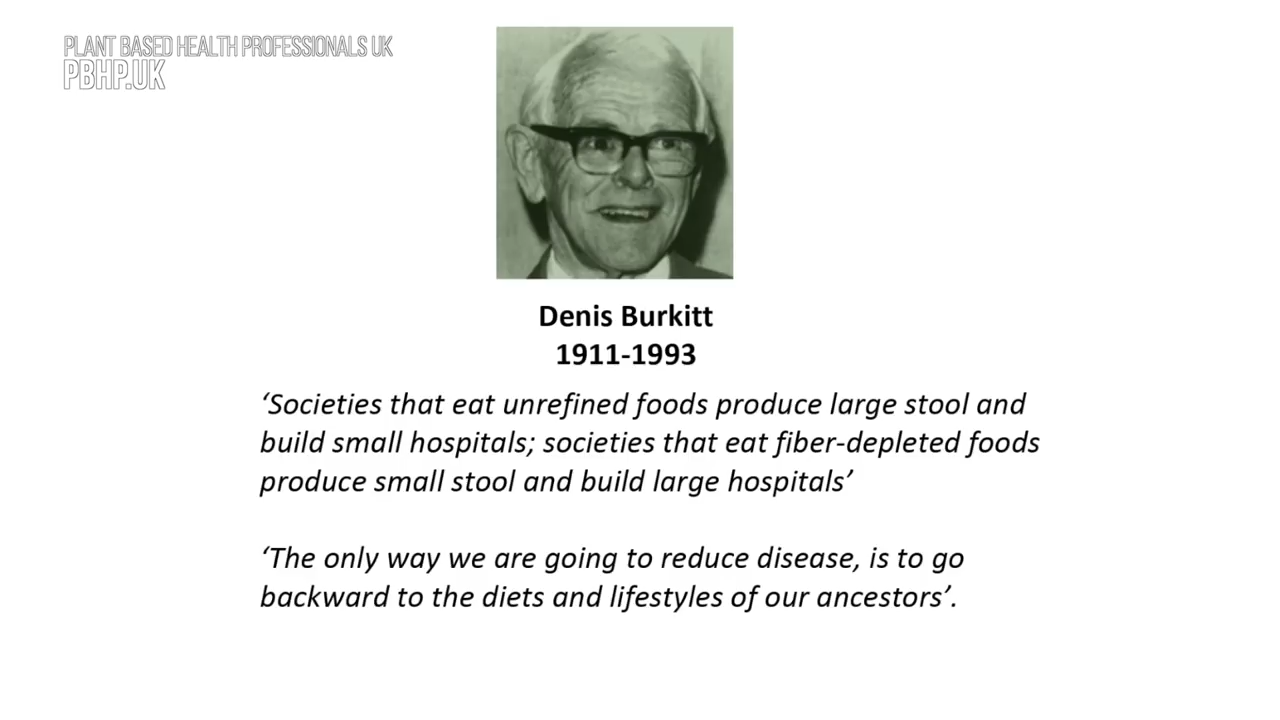 PLANT BASED HEALTH PROFESSIONALS UK
PBHP.UK
Denis Burkitt
1911-1993
‘Societies that eat unrefined foods produce large stool and
build small hospitals; societies that eat fiber-depleted foods
produce small stool and build large hospitals’
‘The only way we are going to reduce disease, is to go
backward to the diets and lifestyles of our ancestors’.